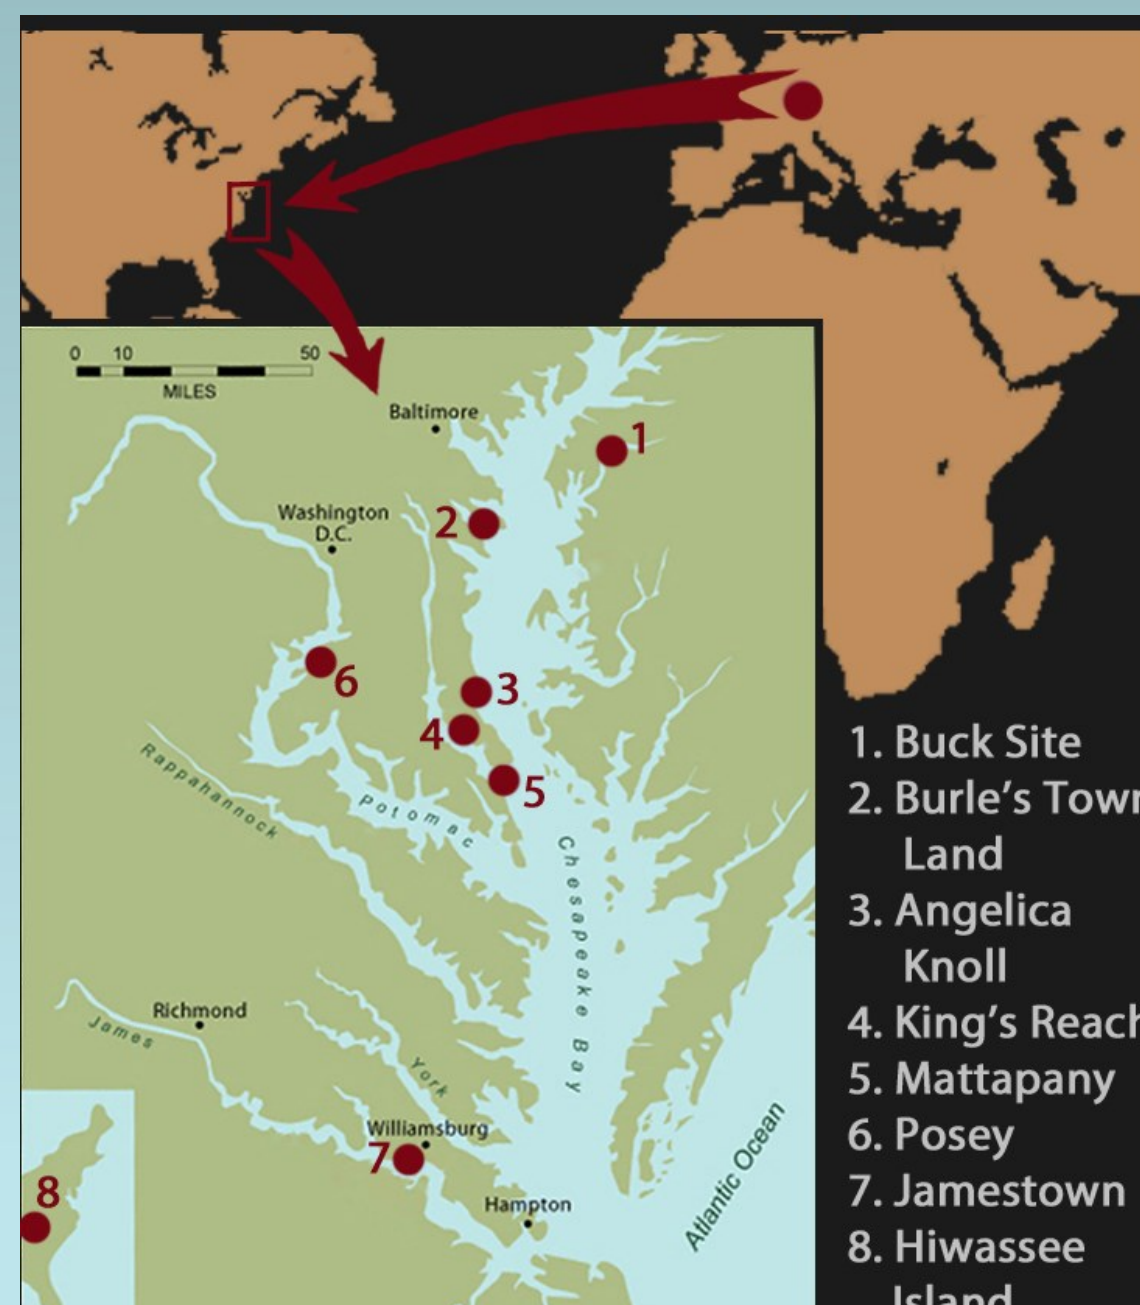 0 10 50
MILES
Baltimore
1
Washington
D.C.
2
6
3
4
5
Rappahannock
Potomac
Chesapeake Bay
Richmond
James
York
Williamsburg
7
Hampton
Atlantic Ocean
8
1. Buck Site
2. Burle's Town
Land
3. Angelica
Knoll
4. King's Reach
5. Mattapany
6. Posey
7. Jamestown
8. Hiwassee
Island